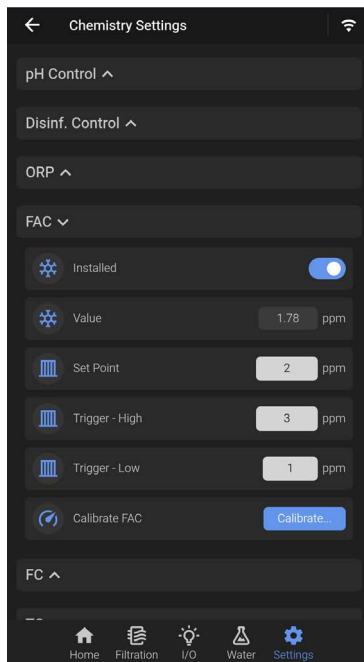 Chemistry Settings
pH Control
Disinf. Control
ORP
FAC
Installed
Value 1.78 ppm
Set Point 2 ppm
Trigger - High 3 ppm
Trigger - Low 1 ppm
Calibrate FAC Calibrate...
FC
Home Filtration I/O Water Settings